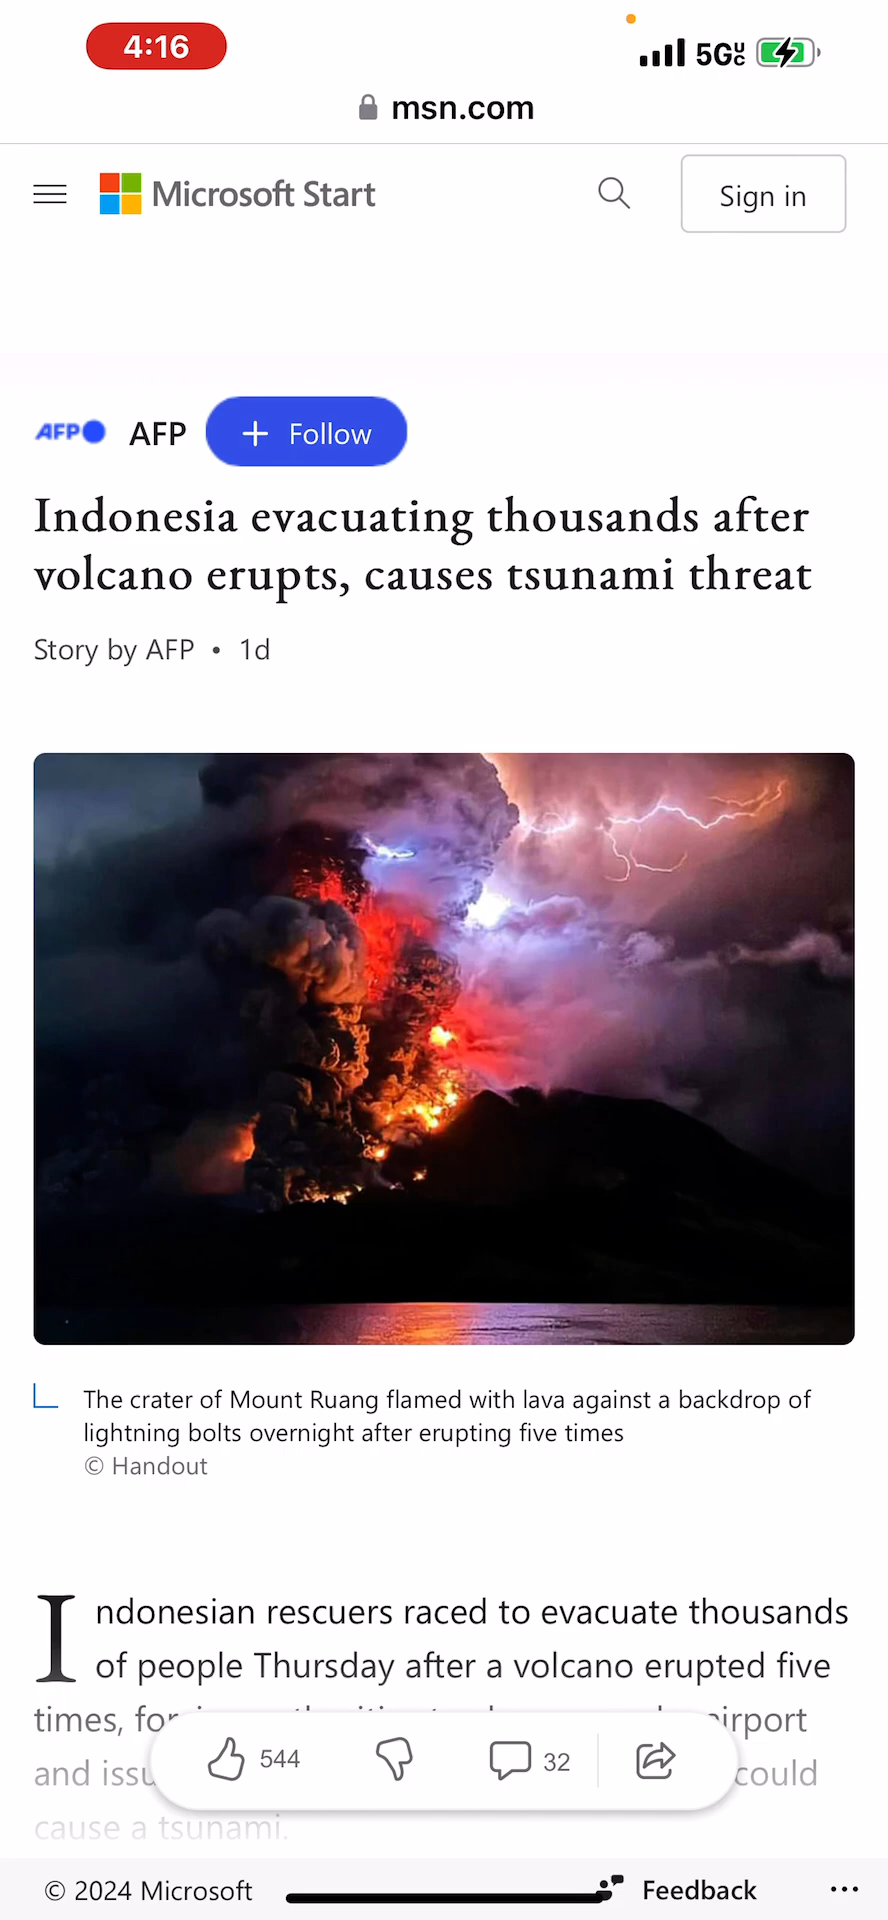 4:16
5G UC
msn.com
Microsoft Start
Sign in
AFP AFP + Follow
Indonesia evacuating thousands after
volcano erupts, causes tsunami threat
Story by AFP • 1d
The crater of Mount Ruang flamed with lava against a backdrop of
lightning bolts overnight after erupting five times
© Handout
Indonesian rescuers raced to evacuate thousands
of people Thursday after a volcano erupted five
times, airport
and could
cause a tsunami.
544 32
© 2024 Microsoft Feedback ...